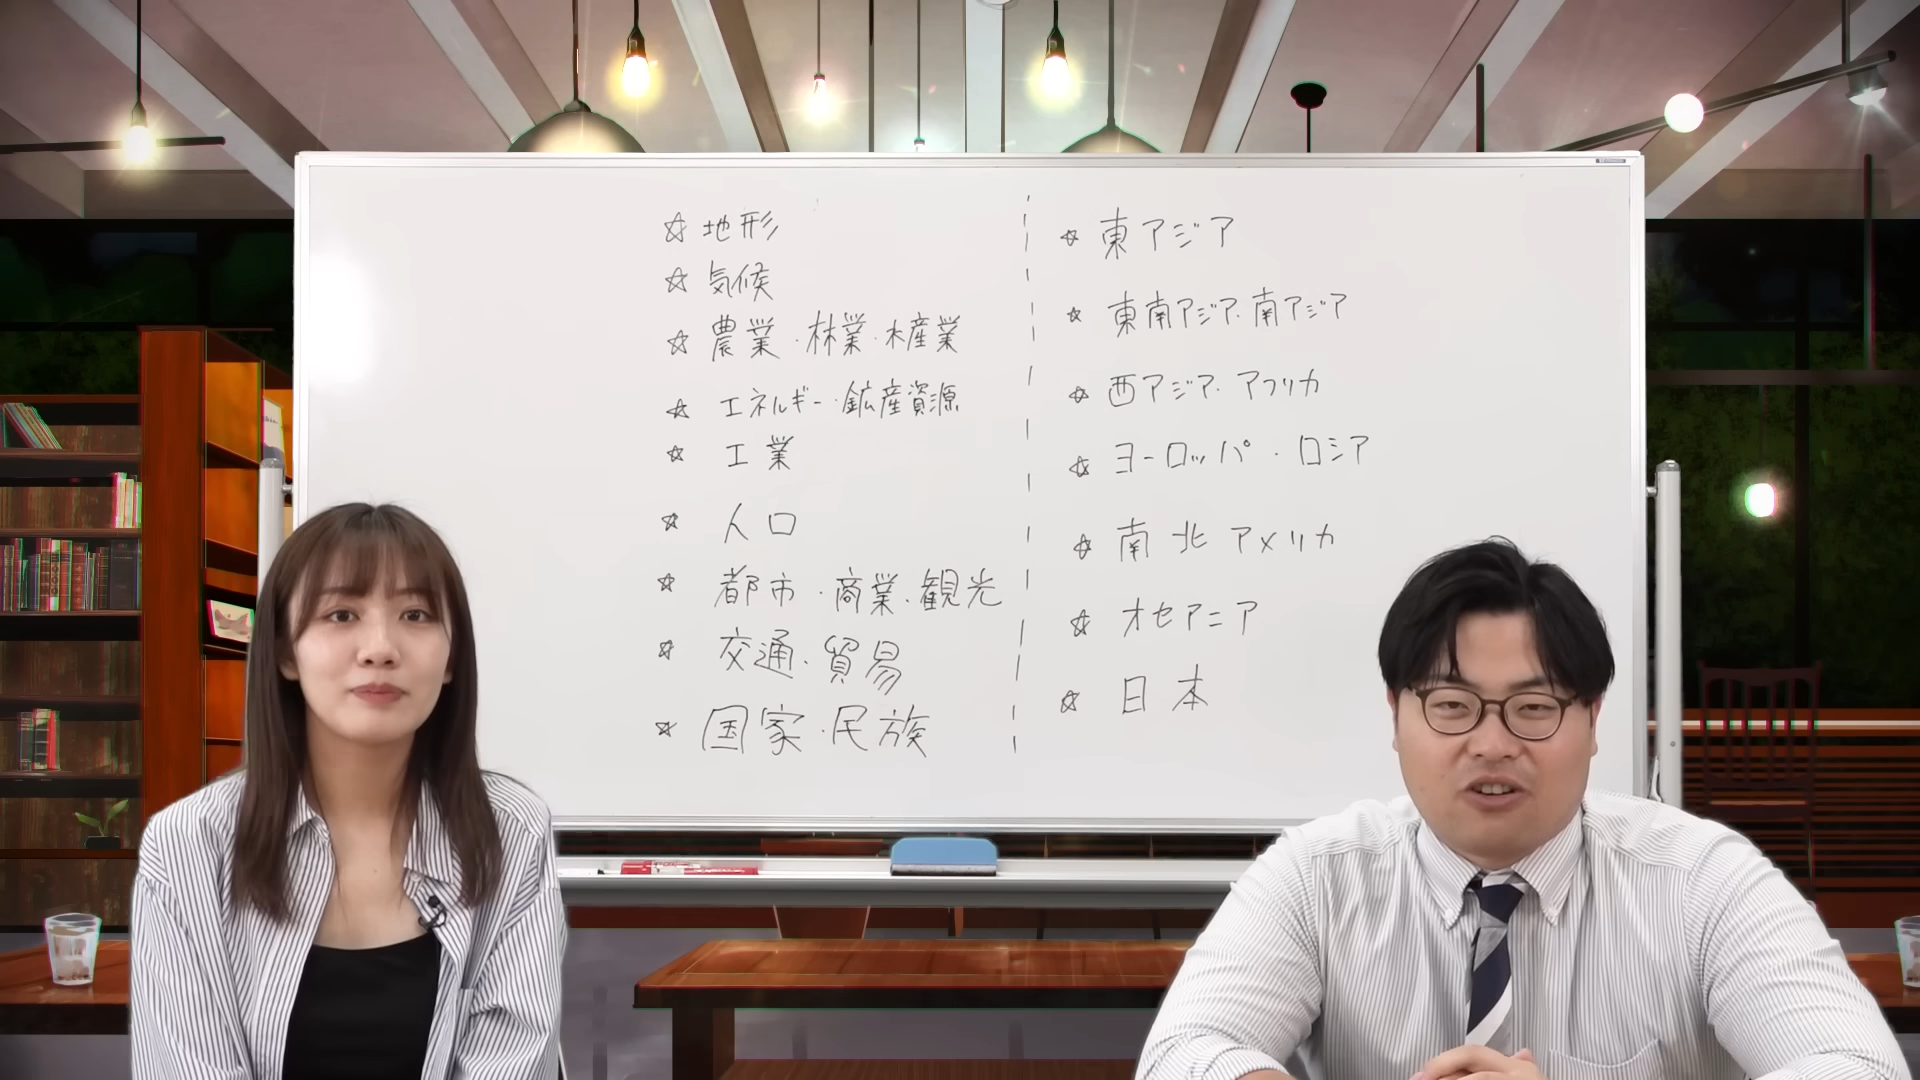 ☆ 地形
☆ 気候
☆ 農業・林業・水産業
☆ エネルギー・鉱産資源
☆ 工業
☆ 人口
☆ 都市・商業・観光
☆ 交通・貿易
☆ 国家・民族
☆ 東アジア
☆ 東南アジア・南アジア
☆ 西アジア・アフリカ
☆ ヨーロッパ・ロシア
☆ 南北アメリカ
☆ オセアニア
☆ 日本